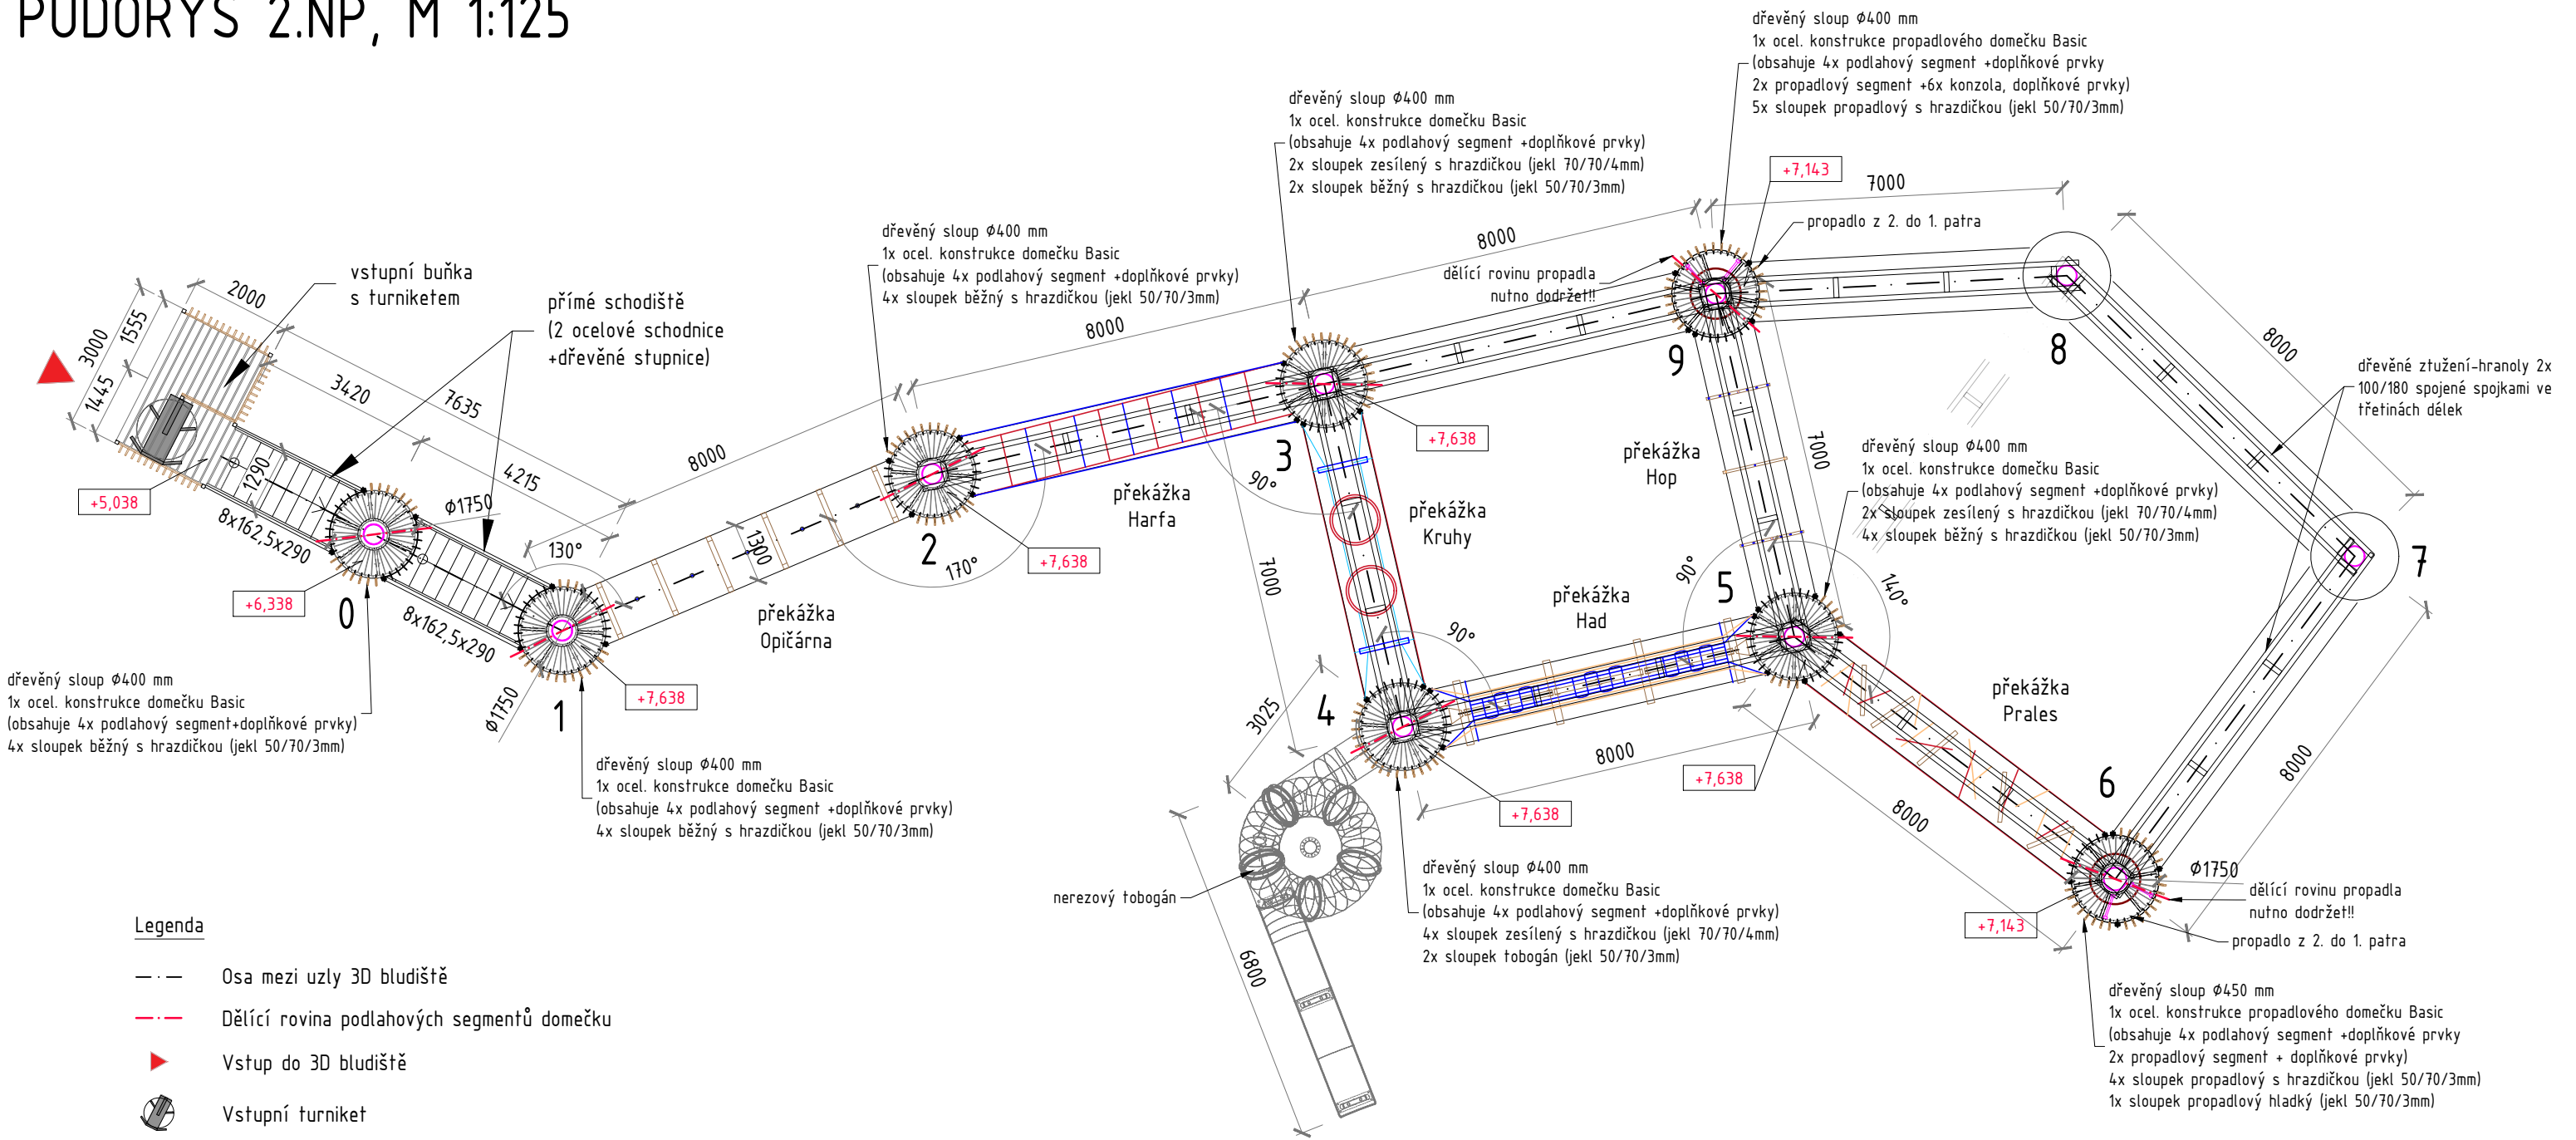 PŮDORYS 2.NP, M 1:125
dřevěný sloup Ø400 mm
1x ocel. konstrukce propadlového domečku Basic
(obsahuje 4x podlahový segment +doplňkové prvky
2x propadlový segment +6x konzola, doplňkové prvky)
5x sloupek propadlový s hrazdičkou (jekl 50/70/3mm)
dřevěný sloup Ø400 mm
1x ocel. konstrukce domečku Basic
(obsahuje 4x podlahový segment +doplňkové prvky)
2x sloupek zesílený s hrazdičkou (jekl 70/70/4mm)
2x sloupek běžný s hrazdičkou (jekl 50/70/3mm)
+7,143
7000
propadlo z 2. do 1. patra
dřevěný sloup Ø400 mm
1x ocel. konstrukce domečku Basic
(obsahuje 4x podlahový segment +doplňkové prvky)
4x sloupek běžný s hrazdičkou (jekl 50/70/3mm)
8000
8000
dělící rovinu propadla
nutno dodržet!!
vstupní buňka
s turniketem
přímé schodiště
(2 ocelové schodnice
+dřevěné stupnice)
2000
3000
1555
1445
3420
7635
4215
8000
8000
dřevěné ztužení-hranoly 2x
100/180 spojené spojkami ve
třetinách délek
9
8
3
+7,638
překážka
Hop
7000
dřevěný sloup Ø400 mm
1x ocel. konstrukce domečku Basic
(obsahuje 4x podlahový segment +doplňkové prvky)
2x sloupek zesílený s hrazdičkou (jekl 70/70/4mm)
4x sloupek běžný s hrazdičkou (jekl 50/70/3mm)
+5,038
1290
8x162,5x290
Ø1750
130°
1300
2
170°
+7,638
překážka
Harfa
90°
překážka
Kruhy
7000
7
+6,338
0
8x162,5x290
překážka
Opičárna
90°
překážka
Had
90°
5
140°
Ø1750
1
+7,638
dřevěný sloup Ø400 mm
1x ocel. konstrukce domečku Basic
(obsahuje 4x podlahový segment+doplňkové prvky)
4x sloupek běžný s hrazdičkou (jekl 50/70/3mm)
dřevěný sloup Ø400 mm
1x ocel. konstrukce domečku Basic
(obsahuje 4x podlahový segment +doplňkové prvky)
4x sloupek běžný s hrazdičkou (jekl 50/70/3mm)
3025
4
8000
+7,638
+7,638
překážka
Prales
6
8000
8000
nerezový tobogán
6800
dřevěný sloup Ø400 mm
1x ocel. konstrukce domečku Basic
(obsahuje 4x podlahový segment +doplňkové prvky)
4x sloupek zesílený s hrazdičkou (jekl 70/70/4mm)
2x sloupek tobogán (jekl 50/70/3mm)
Ø1750
dělící rovinu propadla
nutno dodržet!!
+7,143
propadlo z 2. do 1. patra
dřevěný sloup Ø450 mm
1x ocel. konstrukce propadlového domečku Basic
(obsahuje 4x podlahový segment +doplňkové prvky
2x propadlový segment + doplňkové prvky)
4x sloupek propadlový s hrazdičkou (jekl 50/70/3mm)
1x sloupek propadlový hladký (jekl 50/70/3mm)
Legenda
Osa mezi uzly 3D bludiště
Dělící rovina podlahových segmentů domečku
Vstup do 3D bludiště
Vstupní turniket